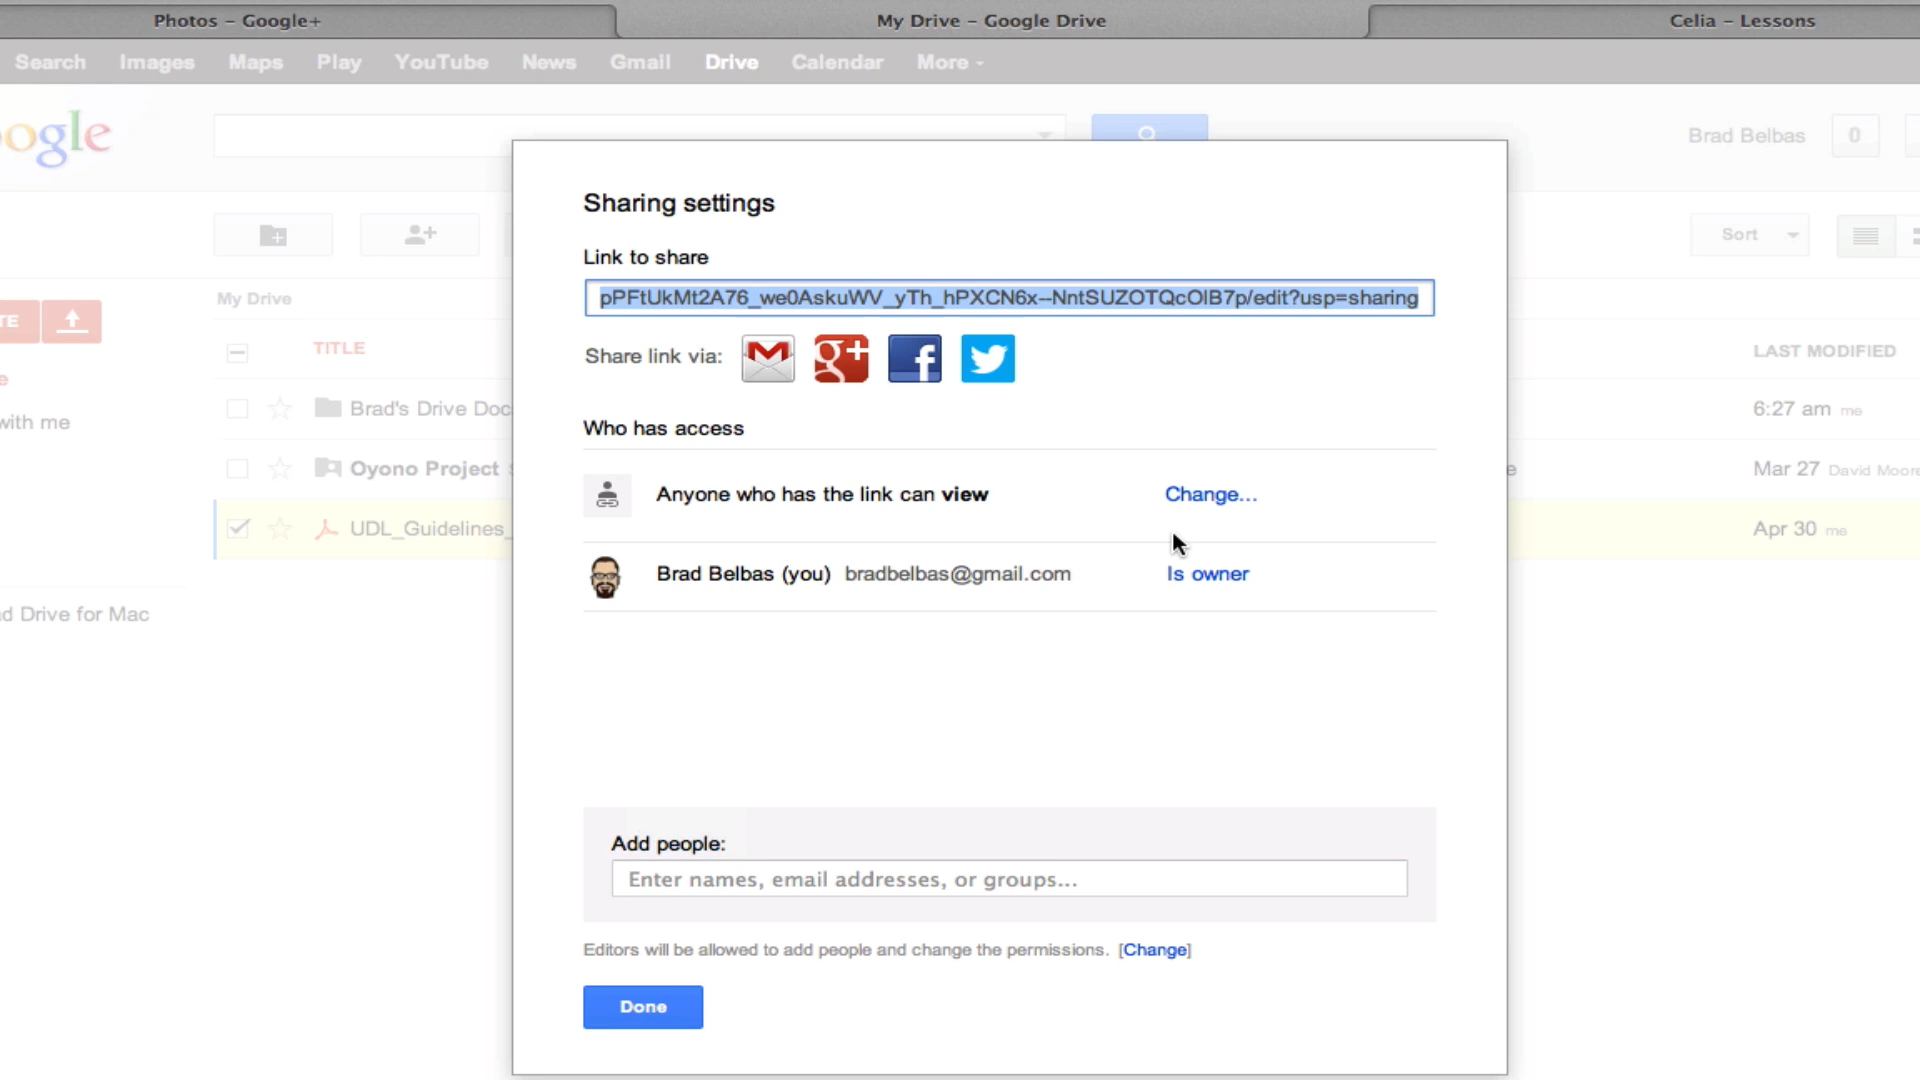 Photos – Google+
My Drive – Google Drive
Celia – Lessons
Search Images Maps Play YouTube News Gmail Drive Calendar More
ogle
Brad Belbas 0
Sharing settings
Link to share
pPFtUkMt2A76_we0AskuWV_yTh_hPXCN6x--NntSUZOTQcOlB7p/edit?usp=sharing
Share link via:
Sort
My Drive
TE
TITLE
LAST MODIFIED
e
Brad's Drive Doc
6:27 am me
with me
Who has access
Oyono Project
e
Mar 27 David Moore
Anyone who has the link can view Change...
UDL_Guidelines_
Apr 30 me
Brad Belbas (you) bradbelbas@gmail.com Is owner
d Drive for Mac
Add people:
Enter names, email addresses, or groups...
Editors will be allowed to add people and change the permissions. [Change]
Done